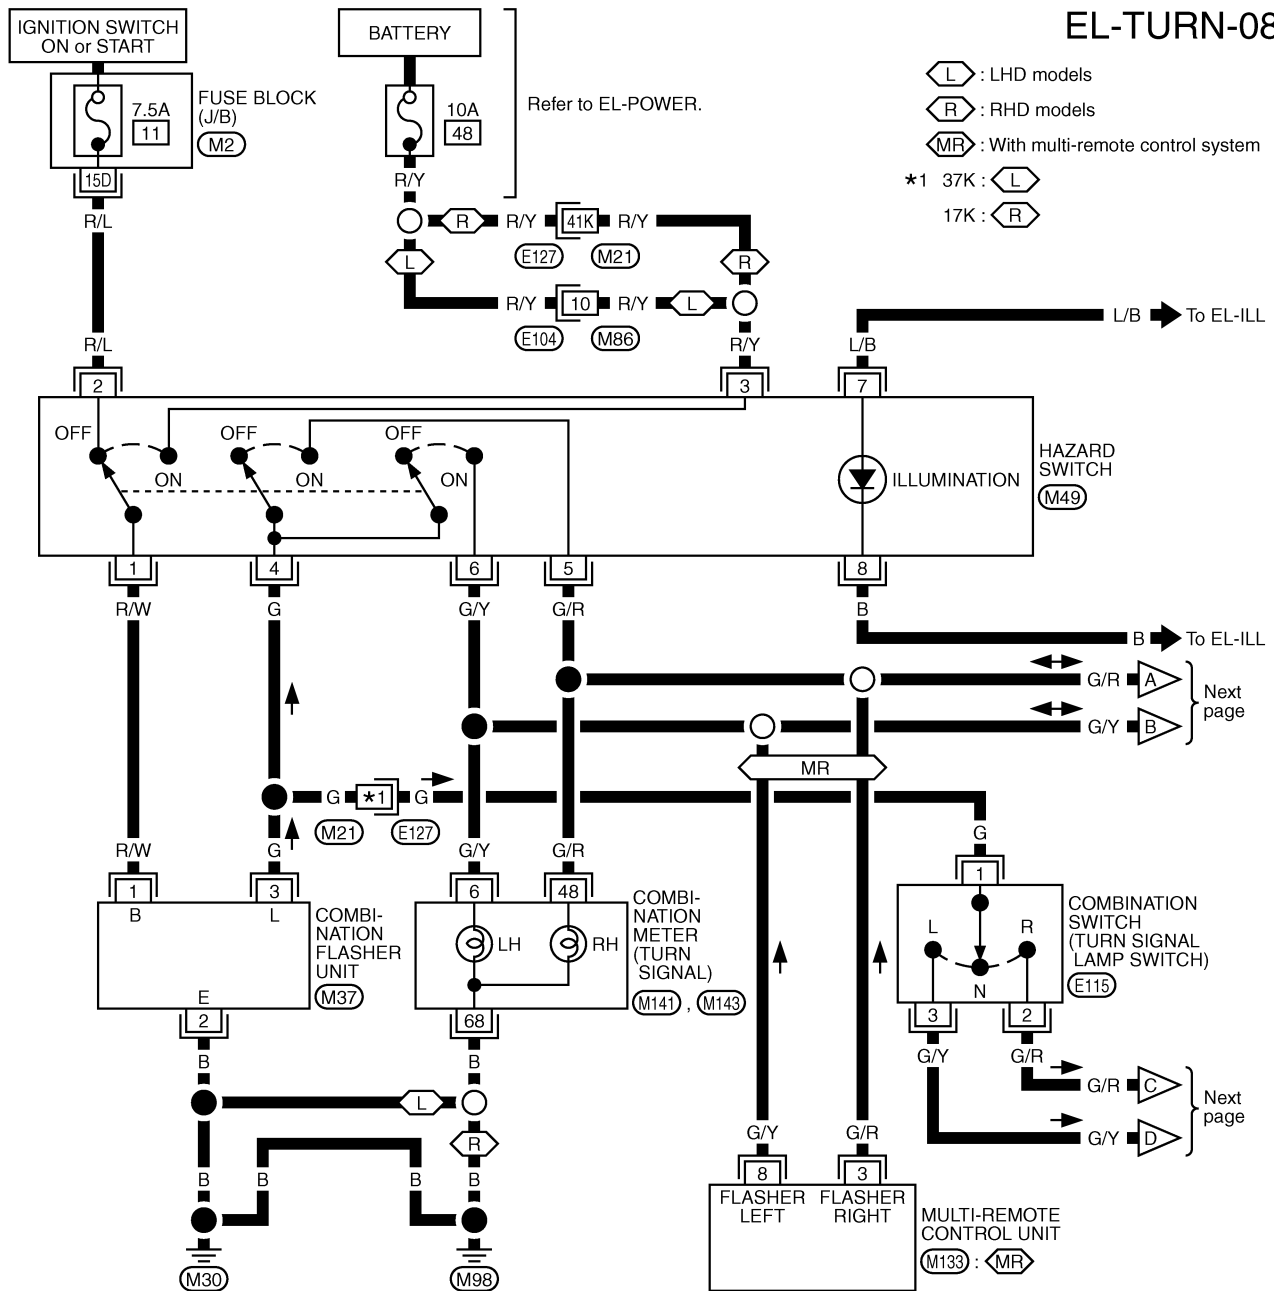 EL-TURN-08
IGNITION SWITCH
ON or START
BATTERY
L : LHD models
R : RHD models
MR : With multi-remote control system
*1 37K : L
17K : R
7.5A
11
FUSE BLOCK
(J/B)
M2
10A
48
Refer to EL-POWER.
15D
R/L
R/Y
R R/Y 41K R/Y
E127 M21
L
R
R/Y 10 R/Y L
E104 M86
L/B To EL-ILL
R/L
R/Y
L/B
2
3
7
OFF
OFF
OFF
ON
ON
ON
ILLUMINATION
HAZARD
SWITCH
M49
1
4
6
5
8
R/W
G
G/Y
G/R
B
B To EL-ILL
G/R A
G/Y B
Next
page
MR
G *1 G
M21 E127
G
R/W
G
G/Y
G/R
1
3
6
48
1
B
L
COMBI-
NATION
FLASHER
UNIT
M37
E
2
LH
RH
COMBI-
NATION
METER
(TURN
SIGNAL)
M141 , M143
68
L
R
N
COMBINATION
SWITCH
(TURN SIGNAL
LAMP SWITCH)
E115
3
2
G/Y
G/R
G/R C
G/Y D
Next
page
B
B
L
R
B
B
B
B
M30
M98
G/Y
G/R
8
3
FLASHER
LEFT
FLASHER
RIGHT
MULTI-REMOTE
CONTROL UNIT
M133 : MR